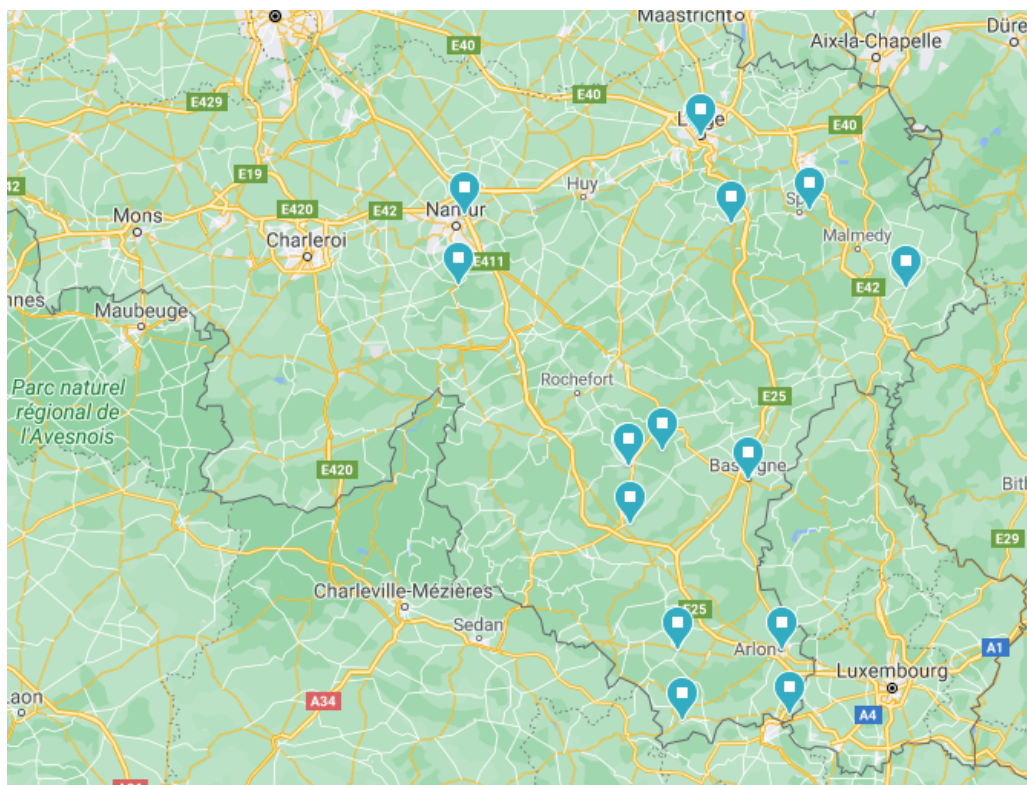 Maastricht
Düre
Aix-la-Chapelle
E40
E40
E429
E40
E19
Huy
42
E420
E42
Mons
Namur
Charleroi
Malmedy
E411
E42
nnes
Maubeuge
Rochefort
Parc naturel
régional de
l'Avesnois
E25
E420
Bastogne
Bitb
E29
Charleville-Mézières
E25
Sedan
Arlon
A1
Luxembourg
Laon
A34
A4